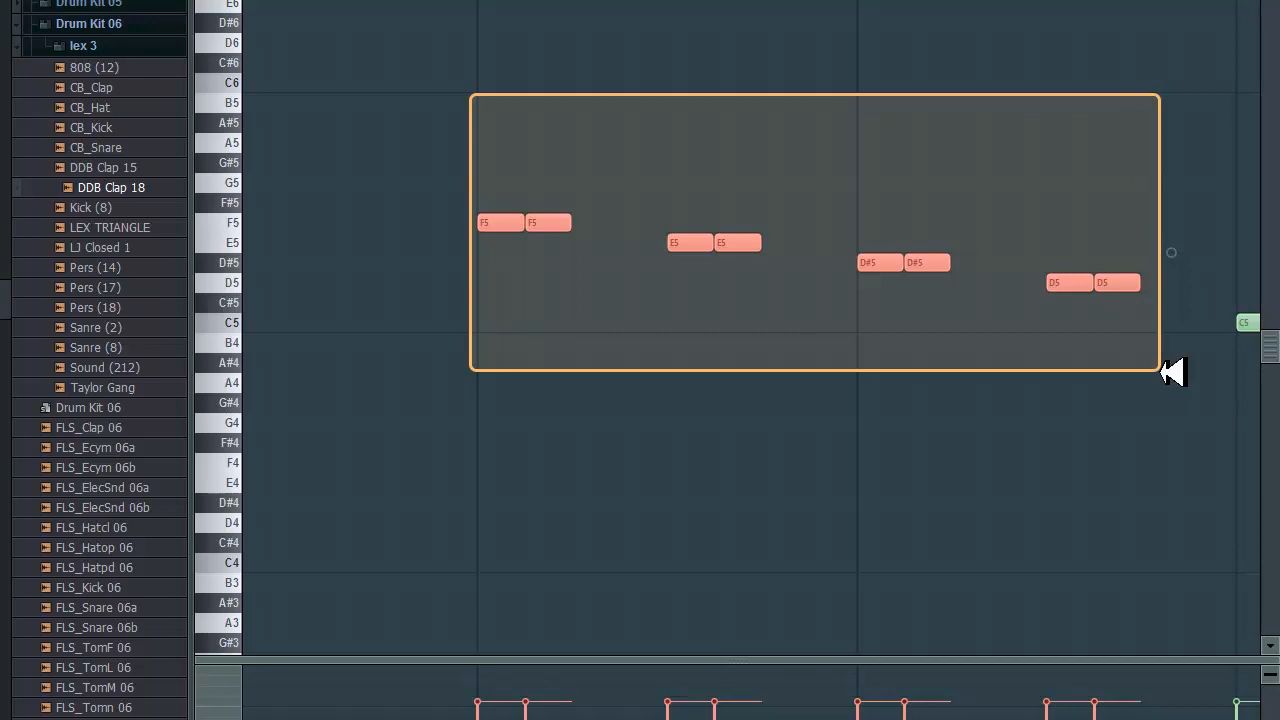 Drum Kit 05
Drum Kit 06
lex 3
808 (12)
CB_Clap
CB_Hat
CB_Kick
CB_Snare
DDB Clap 15
DDB Clap 18
Kick (8)
LEX TRIANGLE
LJ Closed 1
Pers (14)
Pers (17)
Pers (18)
Sanre (2)
Sanre (8)
Sound (212)
Taylor Gang
Drum Kit 06
FLS_Clap 06
FLS_Ecym 06a
FLS_Ecym 06b
FLS_ElecSnd 06a
FLS_ElecSnd 06b
FLS_Hatcl 06
FLS_Hatop 06
FLS_Hatpd 06
FLS_Kick 06
FLS_Snare 06a
FLS_Snare 06b
FLS_TomF 06
FLS_TomL 06
FLS_TomM 06
FLS_Tomn 06
E6
D#6
D6
C#6
C6
B5
A#5
A5
G#5
G5
F#5
F5 F5 F5
E5 E5 E5
D#5 D#5 D#5
D5 D5 D5
C#5
C5 C5
B4
A#4
A4
G#4
G4
F#4
F4
E4
D#4
D4
C#4
C4
B3
A#3
A3
G#3